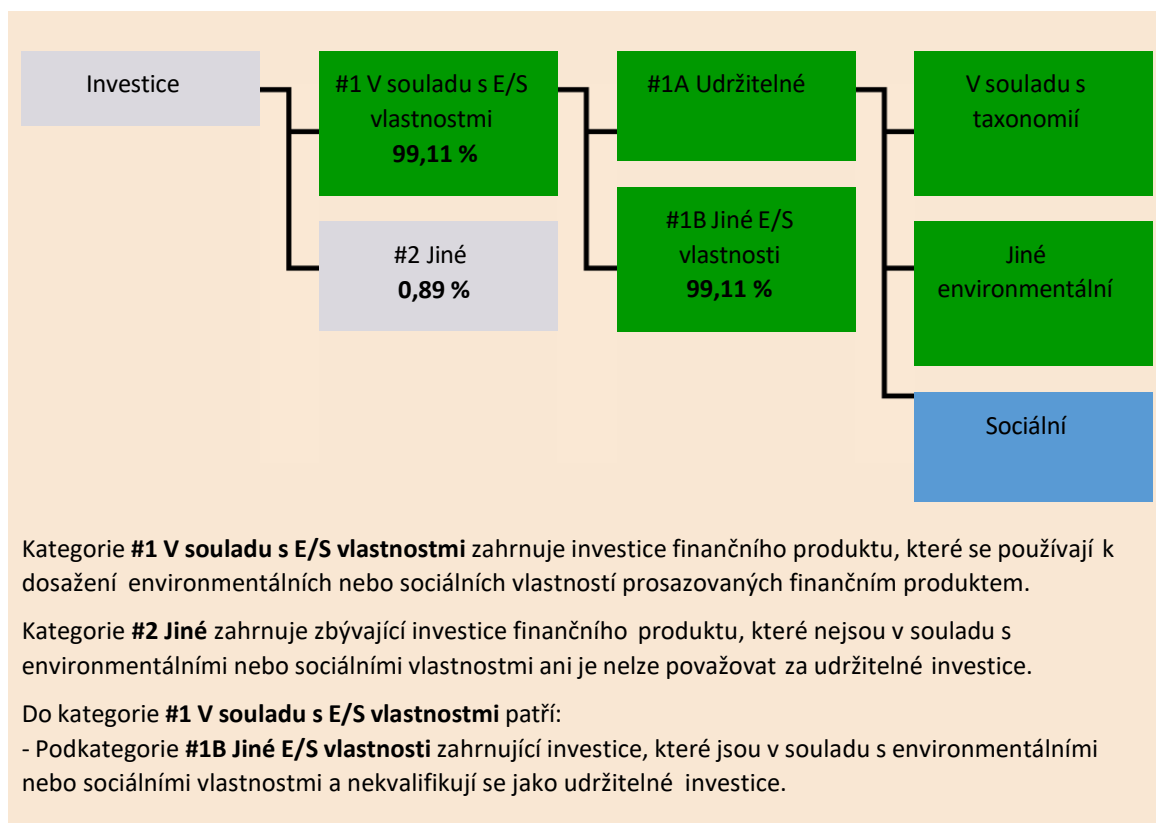 Investice
#1 V souladu s E/S
vlastnostmi
99,11 %
#2 Jiné
0,89 %
#1A Udržitelné
#1B Jiné E/S
vlastnosti
99,11 %
V souladu s
taxonomií
Jiné
environmentální
Sociální
Kategorie #1 V souladu s E/S vlastnostmi zahrnuje investice finančního produktu, které se používají k
dosažení environmentálních nebo sociálních vlastností prosazovaných finančním produktem.
Kategorie #2 Jiné zahrnuje zbývající investice finančního produktu, které nejsou v souladu s
environmentálními nebo sociálními vlastnostmi ani je nelze považovat za udržitelné investice.
Do kategorie #1 V souladu s E/S vlastnostmi patří:
- Podkategorie #1B Jiné E/S vlastnosti zahrnující investice, které jsou v souladu s environmentálními
nebo sociálními vlastnostmi a nekvalifikují se jako udržitelné investice.